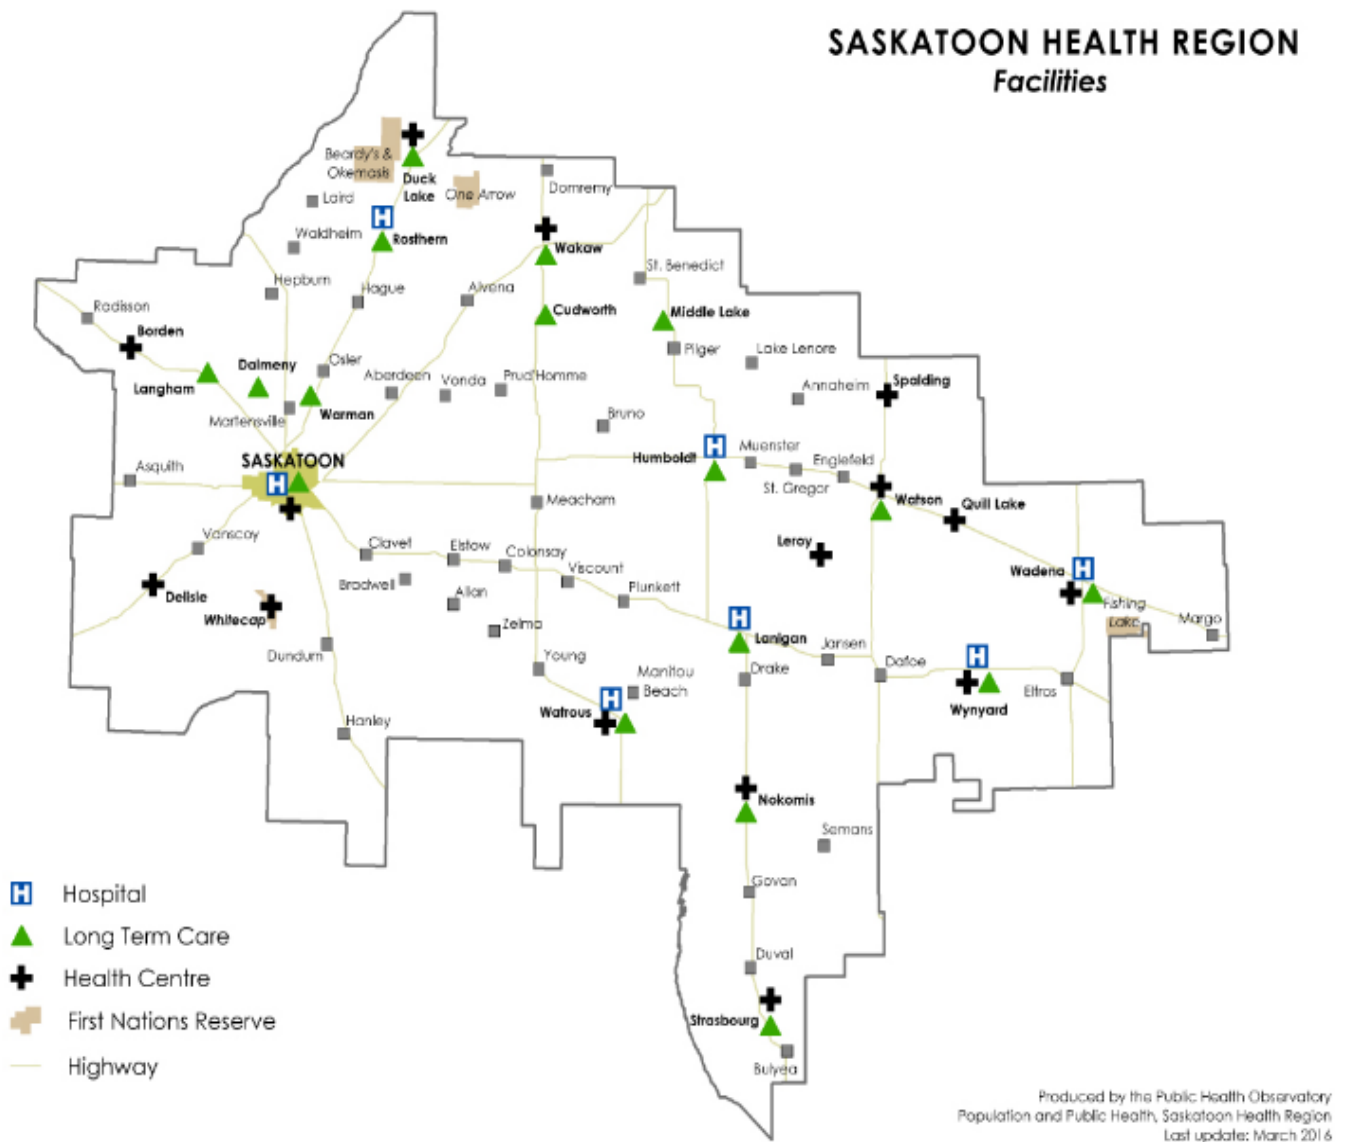 SASKATOON HEALTH REGION
Facilities
Beardy's &
Okemasis
Duck
Lake
One Arrow
Domremy
Laird
Waldheim
Rosthern
Wakaw
St. Benedict
Hepburn
Hague
Alvena
Radisson
Cudworth
Middle Lake
Borden
Pilger
Lake Lenore
Dalmeny
Osler
Langham
Aberdeen
Vonda
Prud'Homme
Annaheim
Spalding
Martensville
Warman
Bruno
Humboldt
Muenster
SASKATOON
Asquith
Englefeld
St. Gregor
Watson
Quill Lake
Meacham
Vanscoy
Clavet
Elstow
Colonsay
Leroy
Viscount
Bradwell
Allan
Plunkett
Wadena
Delisle
Whitecap
Fishing
Lake
Margo
Zelma
Lanigan
Dundurn
Young
Jansen
Dafoe
Manitou
Beach
Drake
Elfros
Watrous
Wynyard
Hanley
Nokomis
Semans
Govan
Duval
Strasbourg
Bulyea
H Hospital
Long Term Care
Health Centre
First Nations Reserve
Highway
Produced by the Public Health Observatory
Population and Public Health, Saskatoon Health Region
Last update: March 2016